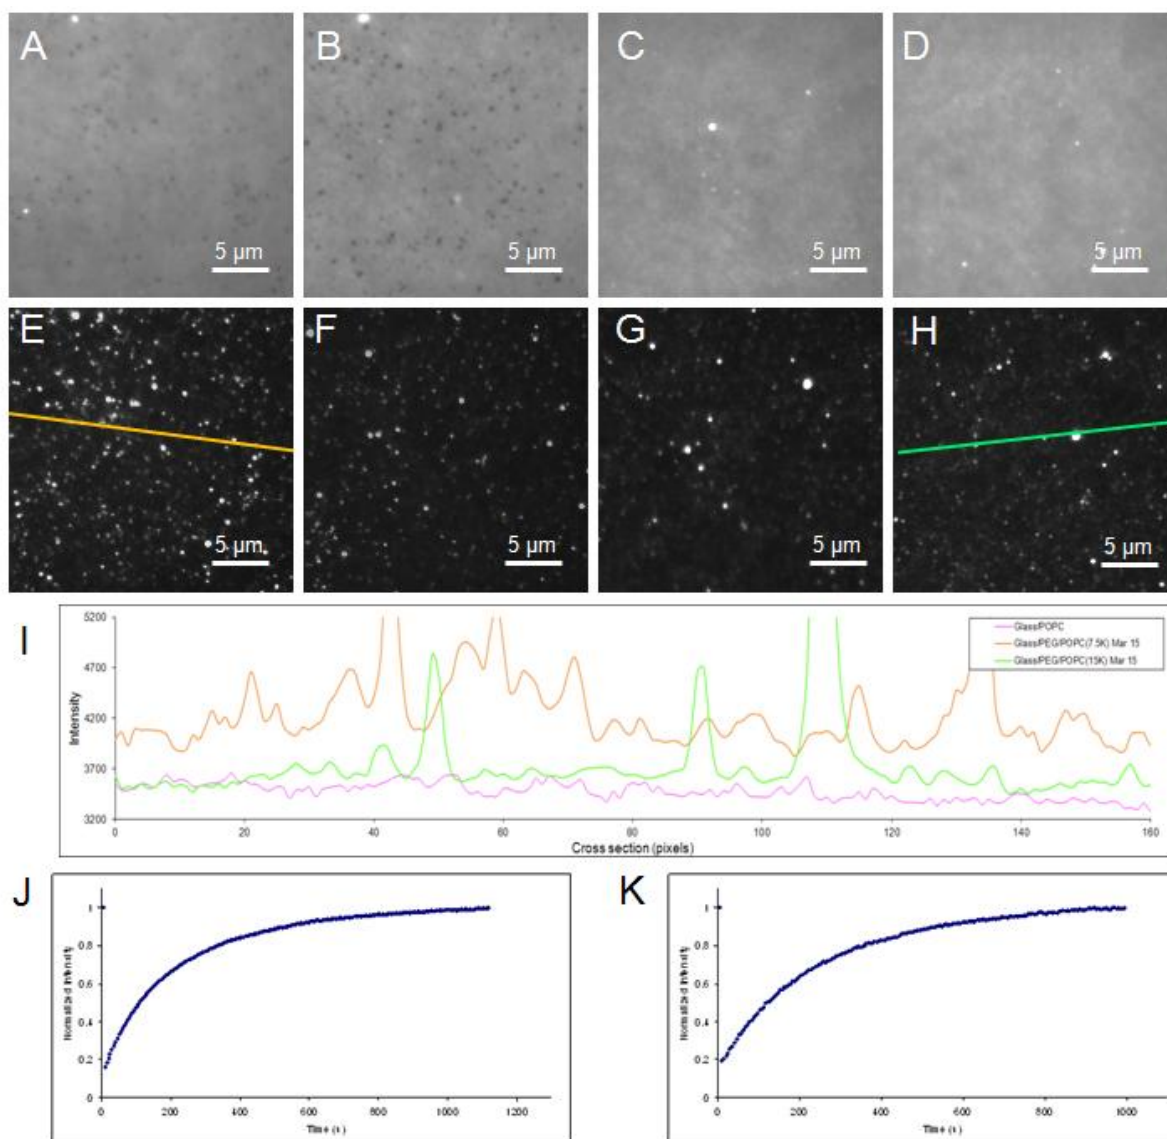 A B C D
5 µm 5 µm 5 µm 5 µm
E F G H
5 µm 5 µm 5 µm 5 µm
I
5200
4700
4200
3700
3200
Intensity
Glass/POPC
Glass/PEG/POPC(7.5K) Mar 15
Glass/PEG/POPC(15K) Mar 15
0 20 40 60 80 100 120 140 160
Cross section (pixels)
J
1
0.8
0.6
0.4
0.2
0
Normalized Intensity
0 200 400 600 800 1000 1200
Time (s)
K
1
0.8
0.6
0.4
0.2
0
Normalized Intensity
0 200 400 600 800 1000
Time (s)